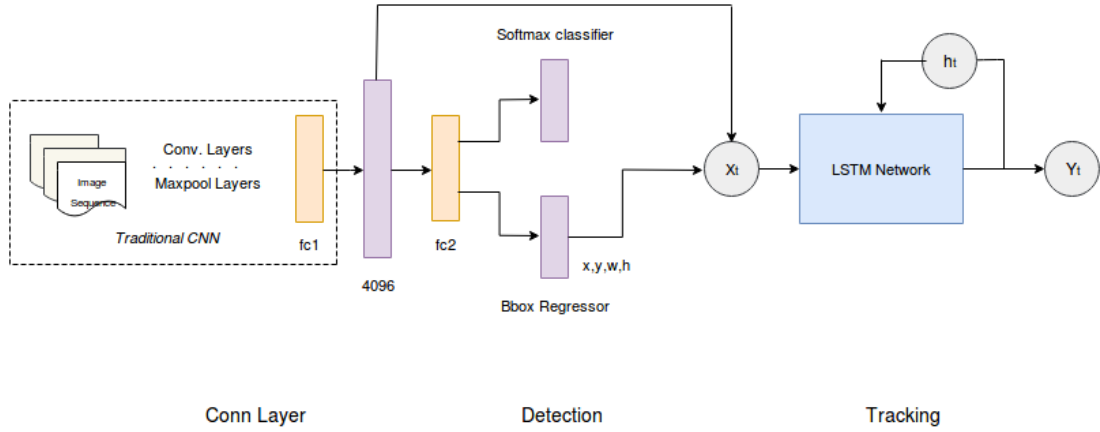 Softmax classifier
ht
Conv. Layers
. . . . . .
Maxpool Layers
Image
Sequence
Traditional CNN
fc1
4096
fc2
x,y,w,h
Bbox Regressor
Xt
LSTM Network
Yt
Conn Layer
Detection
Tracking